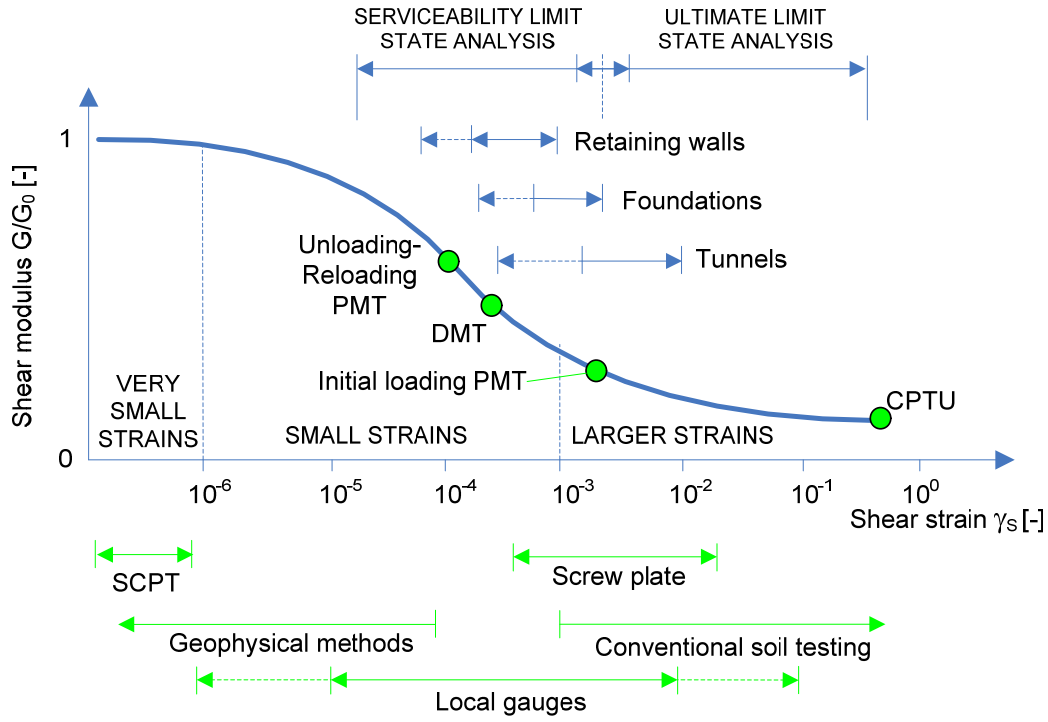 SERVICEABILITY LIMIT
STATE ANALYSIS
ULTIMATE LIMIT
STATE ANALYSIS
Shear modulus G/G₀ [-]
1
Retaining walls
Foundations
Tunnels
Unloading-
Reloading
PMT
DMT
Initial loading PMT
CPTU
VERY
SMALL
STRAINS
SMALL STRAINS
LARGER STRAINS
0
10⁻⁶ 10⁻⁵ 10⁻⁴ 10⁻³ 10⁻² 10⁻¹ 10⁰
Shear strain γS [-]
SCPT
Screw plate
Geophysical methods
Conventional soil testing
Local gauges